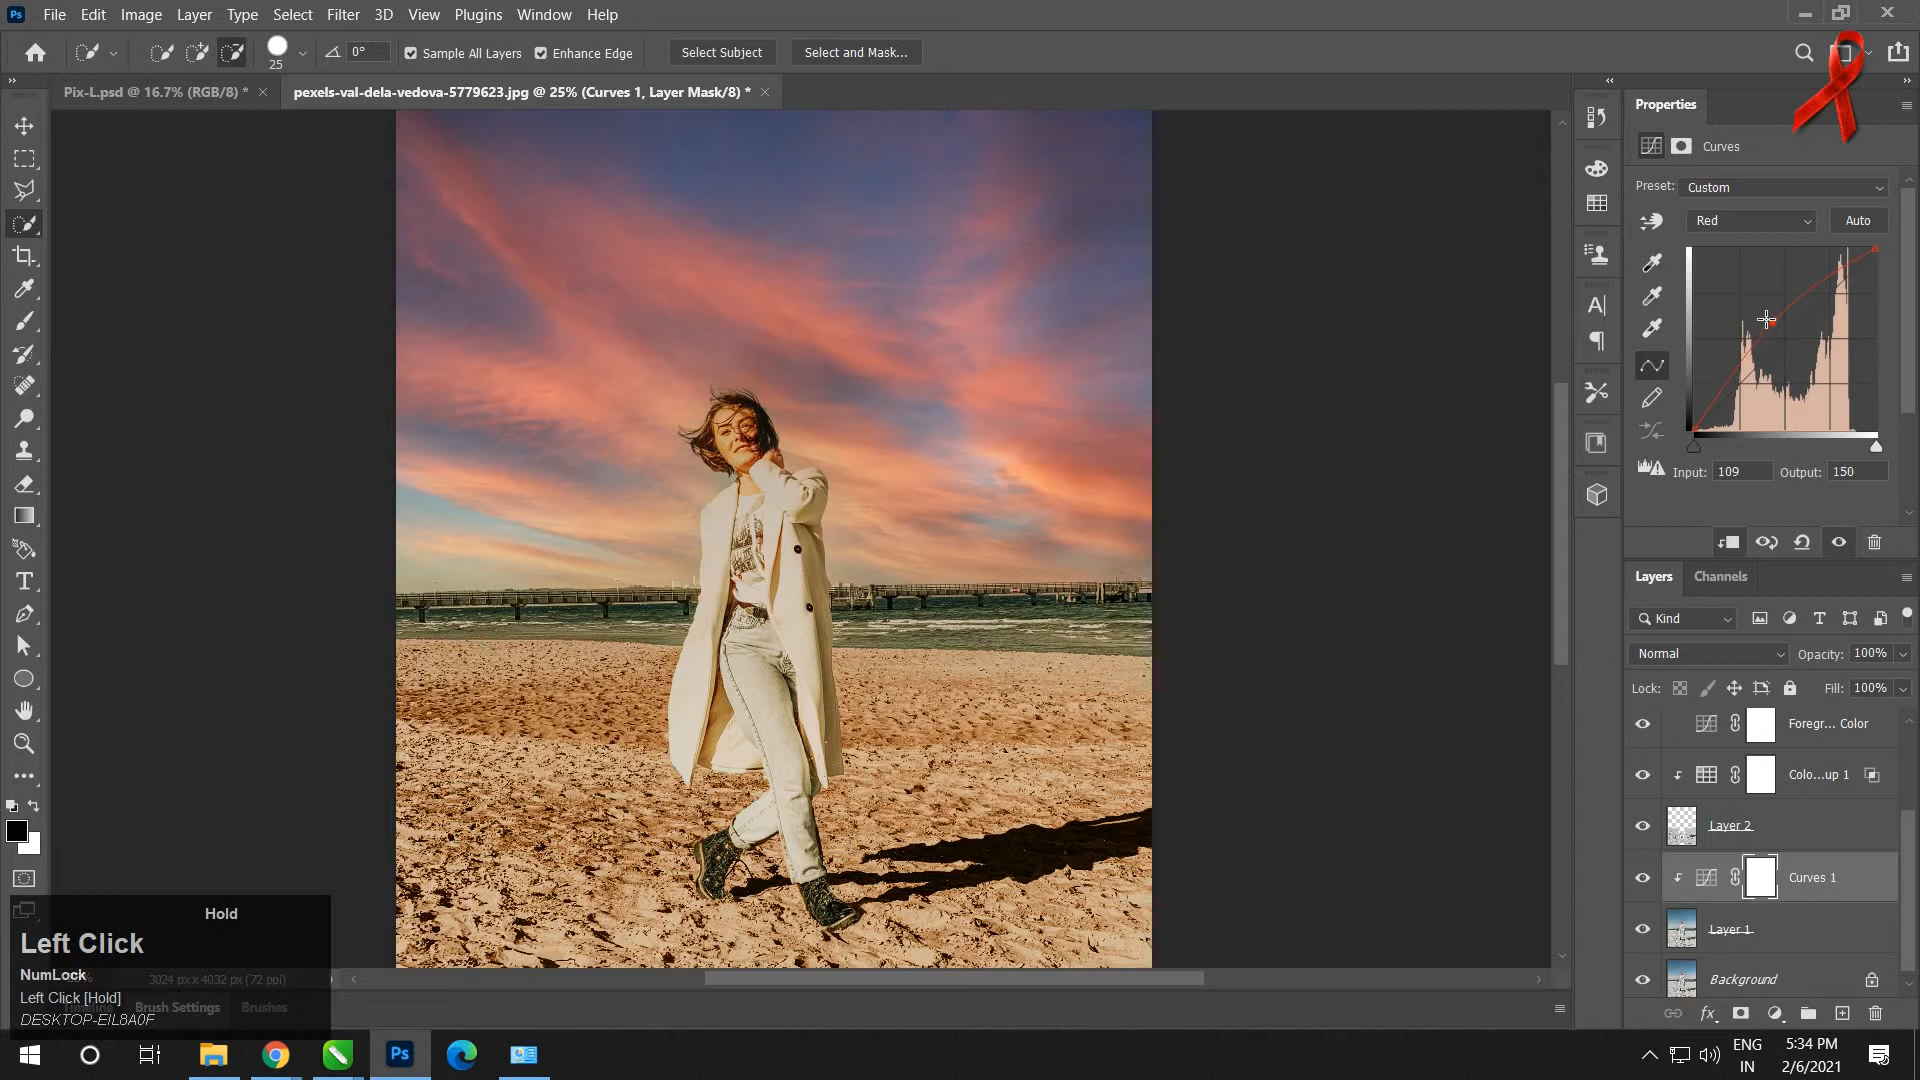 Ps File Edit Image Layer Type Select Filter 3D View Plugins Window Help
25 0° Sample All Layers Enhance Edge Select Subject Select and Mask...
Pix-L.psd @ 16.7% (RGB/8) * pexels-val-dela-vedova-5779623.jpg @ 25% (Curves 1, Layer Mask/8) *
Properties
Curves
Preset: Custom
Red Auto
Input: 109 Output: 150
Layers Channels
Kind
Normal Opacity: 100%
Lock: Fill: 100%
Foregr... Color
Colo...up 1
Layer 2
Curves 1
Layer 1
Background
Hold
Left Click
NumLock
3024 px x 4032 px (72 ppi)
Left Click [Hold]
Timeline Brush Settings Brushes
DESKTOP-EIL8A0F
Ps
ENG
IN
5:34 PM
2/6/2021